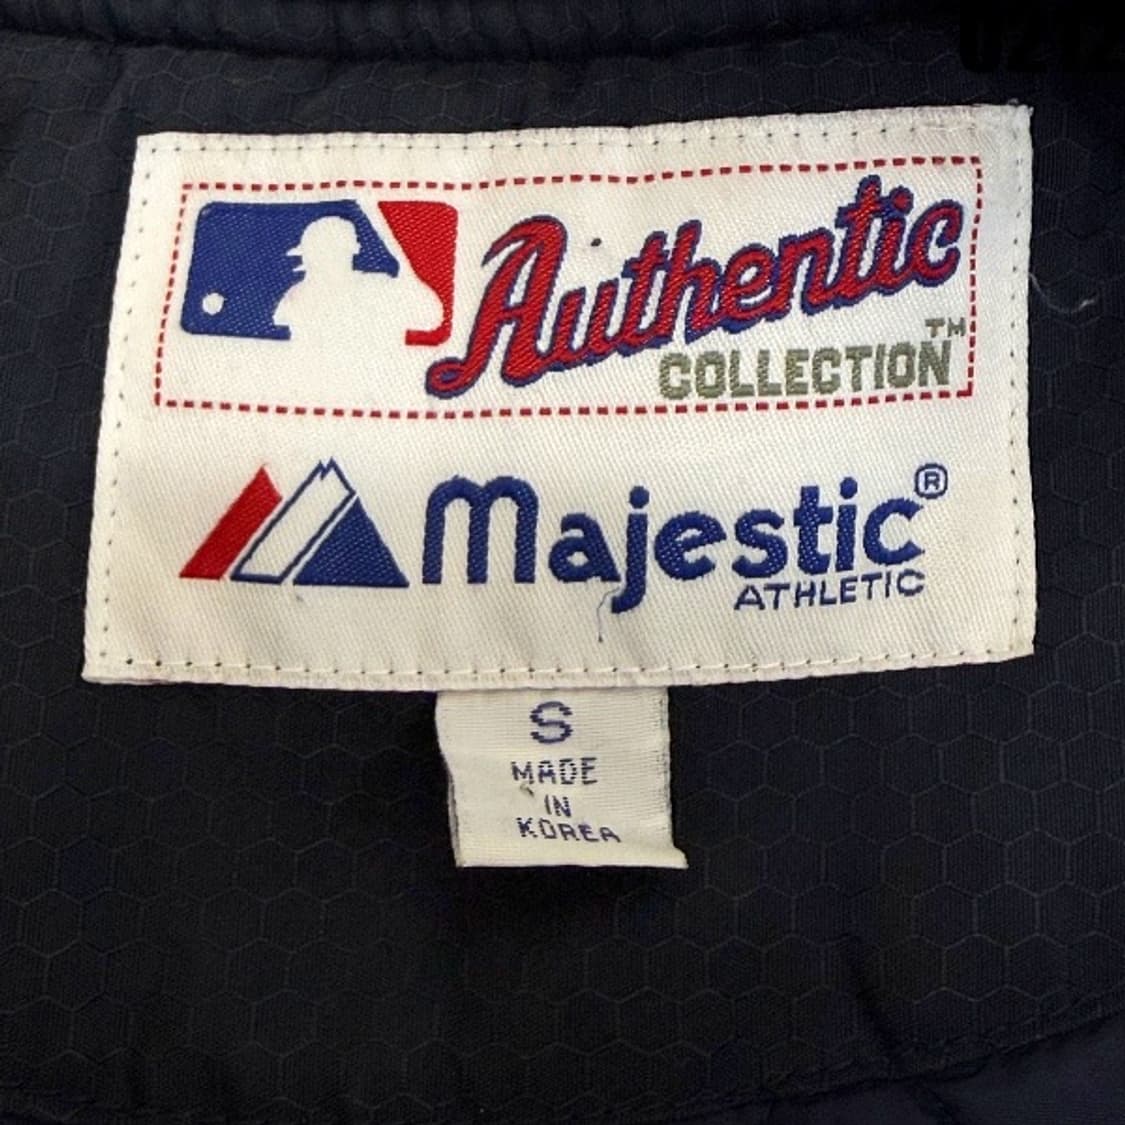 Authentic
COLLECTION™
Majestic®
ATHLETIC
S
MADE
IN
KOREA